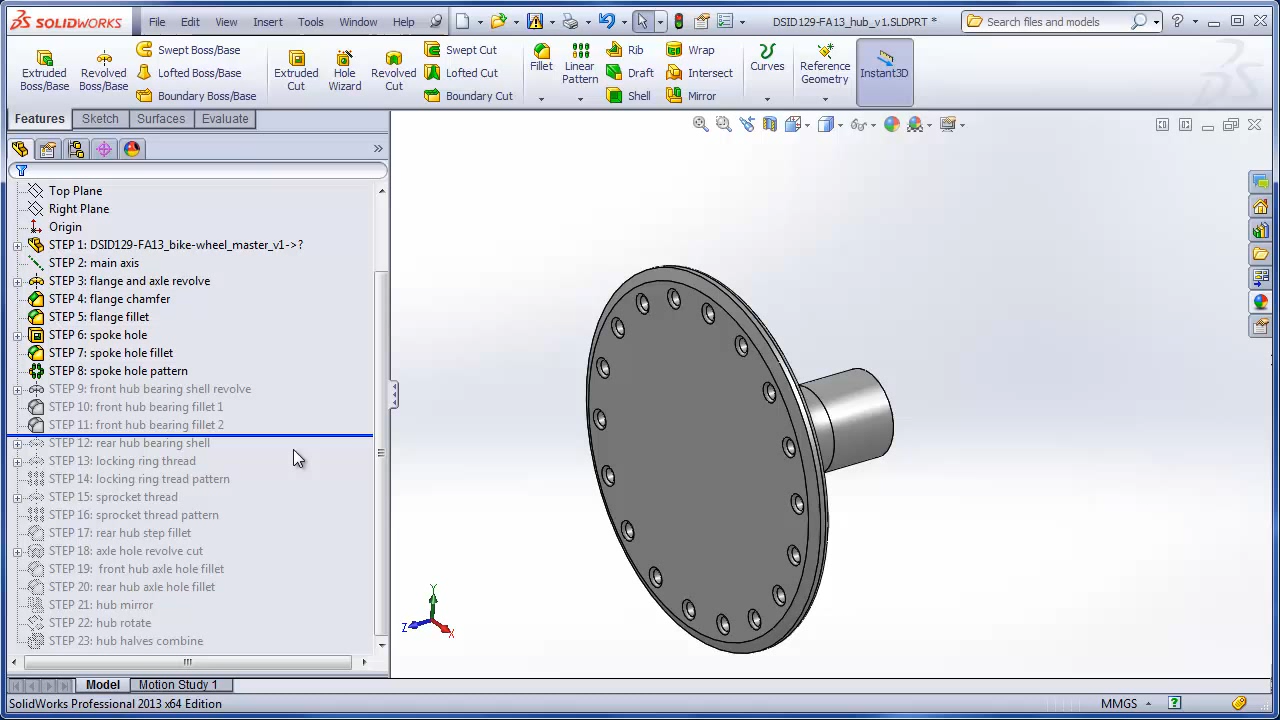 SOLIDWORKS File Edit View Insert Tools Window Help DSID129-FA13_hub_v1.SLDPRT * Search files and models
Extruded Boss/Base
Revolved Boss/Base
Swept Boss/Base
Lofted Boss/Base
Boundary Boss/Base
Extruded Cut
Hole Wizard
Revolved Cut
Swept Cut
Lofted Cut
Boundary Cut
Fillet
Linear Pattern
Rib
Draft
Shell
Wrap
Intersect
Mirror
Curves
Reference Geometry
Instant3D
Features Sketch Surfaces Evaluate
Top Plane
Right Plane
Origin
STEP 1: DSID129-FA13_bike-wheel_master_v1->?
STEP 2: main axis
STEP 3: flange and axle revolve
STEP 4: flange chamfer
STEP 5: flange fillet
STEP 6: spoke hole
STEP 7: spoke hole fillet
STEP 8: spoke hole pattern
STEP 9: front hub bearing shell revolve
STEP 10: front hub bearing fillet 1
STEP 11: front hub bearing fillet 2
STEP 12: rear hub bearing shell
STEP 13: locking ring thread
STEP 14: locking ring tread pattern
STEP 15: sprocket thread
STEP 16: sprocket thread pattern
STEP 17: rear hub step fillet
STEP 18: axle hole revolve cut
STEP 19: front hub axle hole fillet
STEP 20: rear hub axle hole fillet
STEP 21: hub mirror
STEP 22: hub rotate
STEP 23: hub halves combine
Y
Z
X
Model Motion Study 1
SolidWorks Professional 2013 x64 Edition MMGS